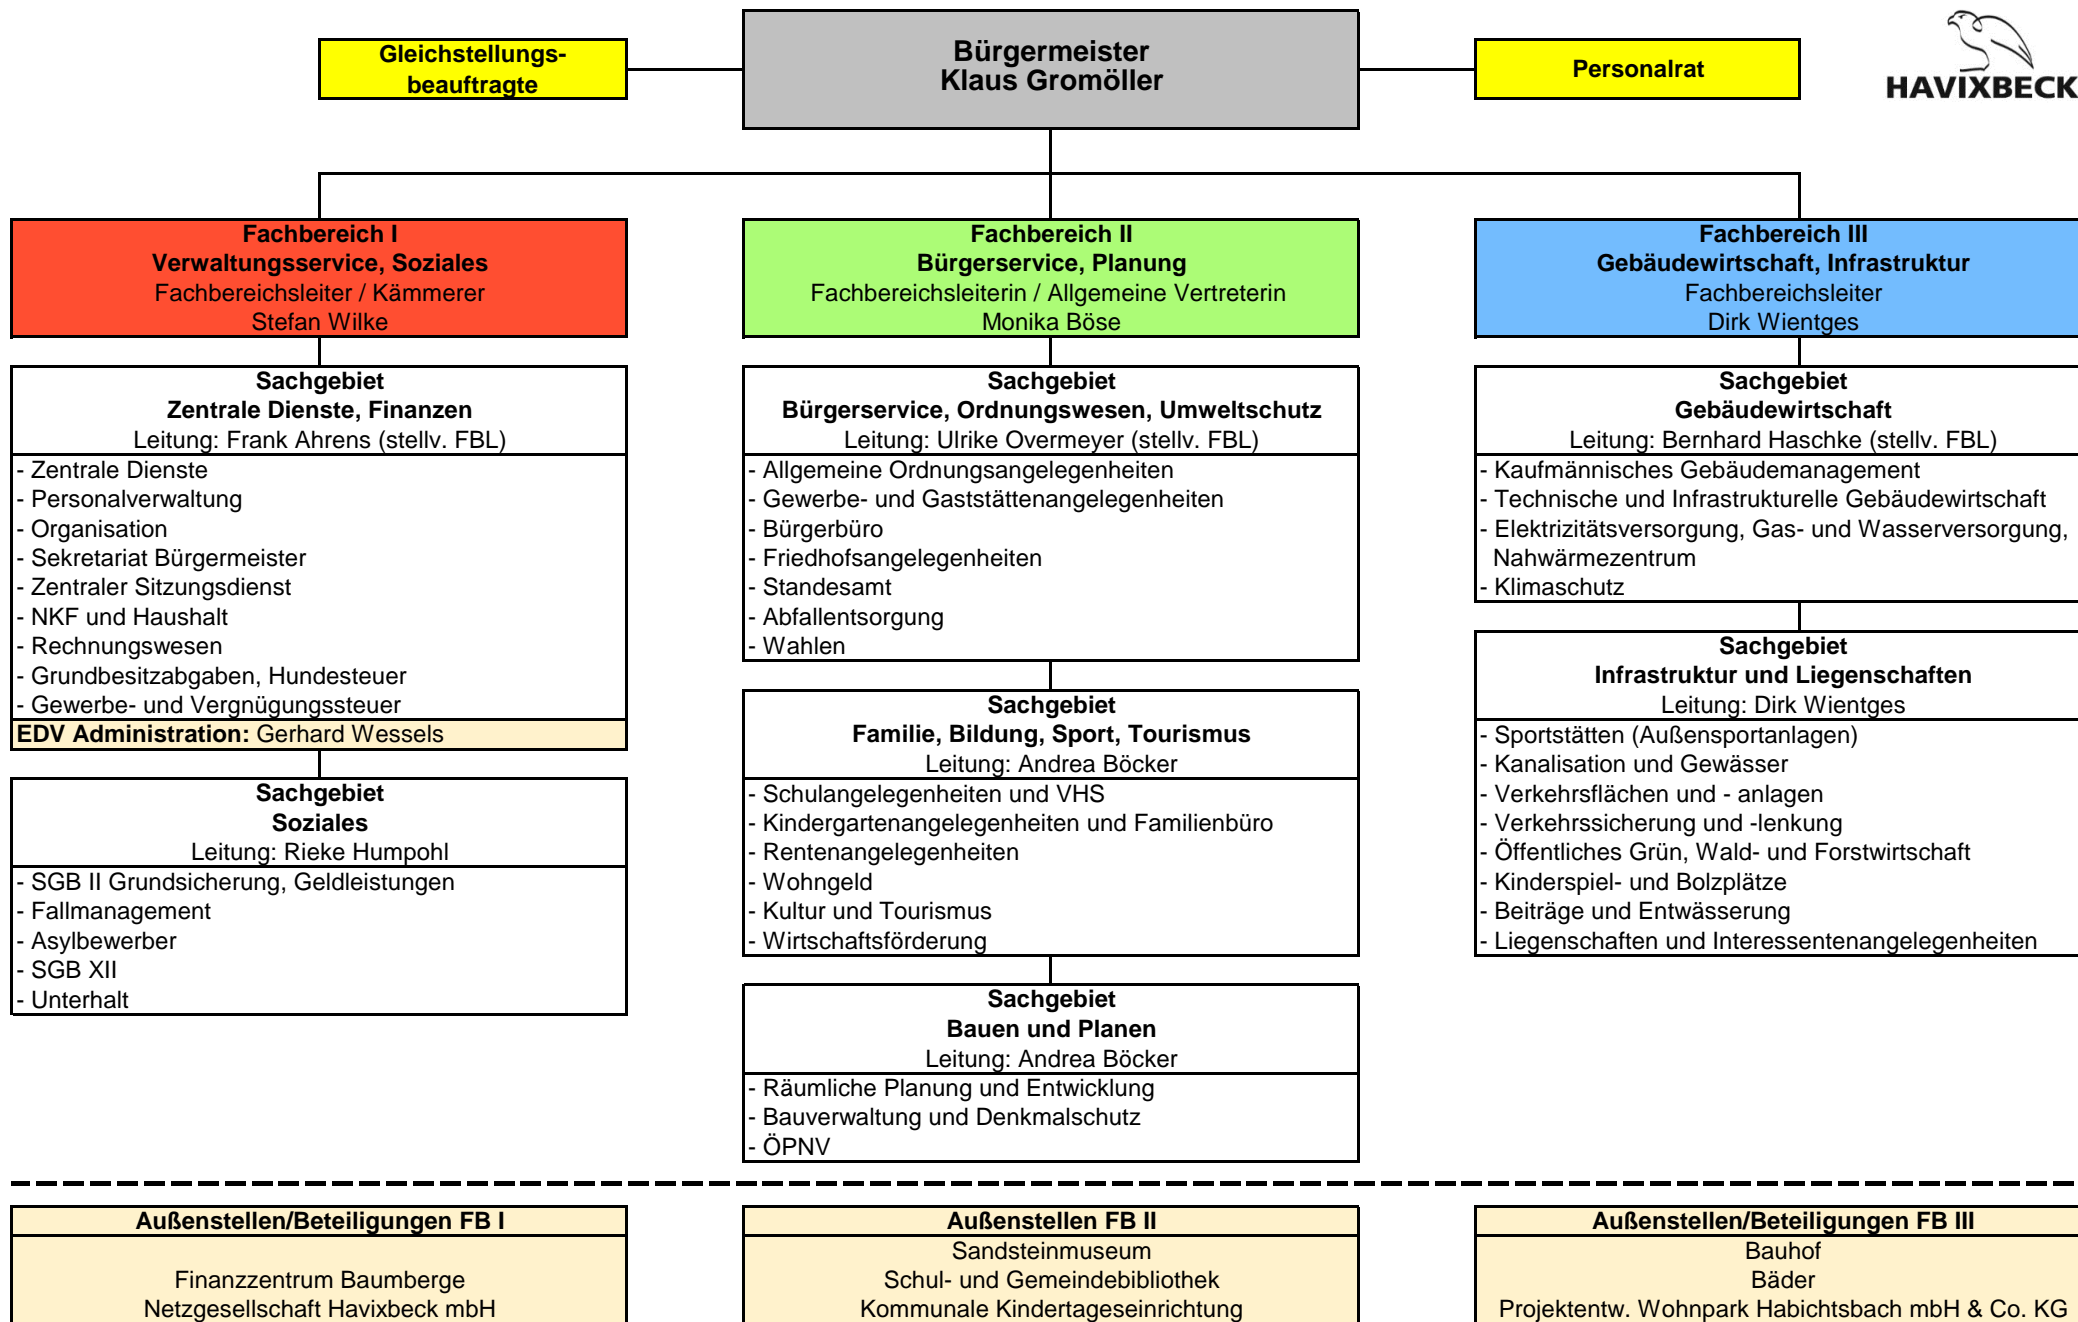 Gleichstellungs-
beauftragte
Bürgermeister
Klaus Gromöller
Personalrat
HAVIXBECK
Fachbereich I
Verwaltungsservice, Soziales
Fachbereichsleiter / Kämmerer
Stefan Wilke
Sachgebiet
Zentrale Dienste, Finanzen
Leitung: Frank Ahrens (stellv. FBL)
- Zentrale Dienste
- Personalverwaltung
- Organisation
- Sekretariat Bürgermeister
- Zentraler Sitzungsdienst
- NKF und Haushalt
- Rechnungswesen
- Grundbesitzabgaben, Hundesteuer
- Gewerbe- und Vergnügungssteuer
EDV Administration: Gerhard Wessels
Sachgebiet
Soziales
Leitung: Rieke Humpohl
- SGB II Grundsicherung, Geldleistungen
- Fallmanagement
- Asylbewerber
- SGB XII
- Unterhalt
Fachbereich II
Bürgerservice, Planung
Fachbereichsleiterin / Allgemeine Vertreterin
Monika Böse
Sachgebiet
Bürgerservice, Ordnungswesen, Umweltschutz
Leitung: Ulrike Overmeyer (stellv. FBL)
- Allgemeine Ordnungsangelegenheiten
- Gewerbe- und Gaststättenangelegenheiten
- Bürgerbüro
- Friedhofsangelegenheiten
- Standesamt
- Abfallentsorgung
- Wahlen
Sachgebiet
Familie, Bildung, Sport, Tourismus
Leitung: Andrea Böcker
- Schulangelegenheiten und VHS
- Kindergartenangelegenheiten und Familienbüro
- Rentenangelegenheiten
- Wohngeld
- Kultur und Tourismus
- Wirtschaftsförderung
Sachgebiet
Bauen und Planen
Leitung: Andrea Böcker
- Räumliche Planung und Entwicklung
- Bauverwaltung und Denkmalschutz
- ÖPNV
Fachbereich III
Gebäudewirtschaft, Infrastruktur
Fachbereichsleiter
Dirk Wientges
Sachgebiet
Gebäudewirtschaft
Leitung: Bernhard Haschke (stellv. FBL)
- Kaufmännisches Gebäudemanagement
- Technische und Infrastrukturelle Gebäudewirtschaft
- Elektrizitätsversorgung, Gas- und Wasserversorgung,
Nahwärmezentrum
- Klimaschutz
Sachgebiet
Infrastruktur und Liegenschaften
Leitung: Dirk Wientges
- Sportstätten (Außensportanlagen)
- Kanalisation und Gewässer
- Verkehrsflächen und - anlagen
- Verkehrssicherung und -lenkung
- Öffentliches Grün, Wald- und Forstwirtschaft
- Kinderspiel- und Bolzplätze
- Beiträge und Entwässerung
- Liegenschaften und Interessentenangelegenheiten
Außenstellen/Beteiligungen FB I
Finanzzentrum Baumberge
Netzgesellschaft Havixbeck mbH
Außenstellen FB II
Sandsteinmuseum
Schul- und Gemeindebibliothek
Kommunale Kindertageseinrichtung
Außenstellen/Beteiligungen FB III
Bauhof
Bäder
Projektentw. Wohnpark Habichtsbach mbH & Co. KG